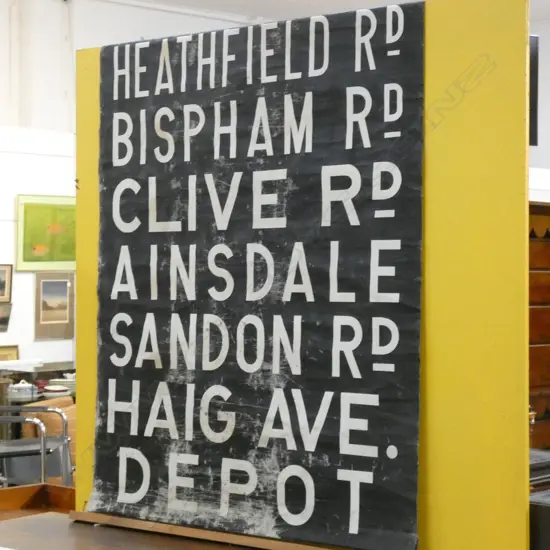 HEATHFIELD RD
BISPHAM RD
CLIVE RD
AINSDALE
SANDON RD
HAIG AVE.
DEPOT